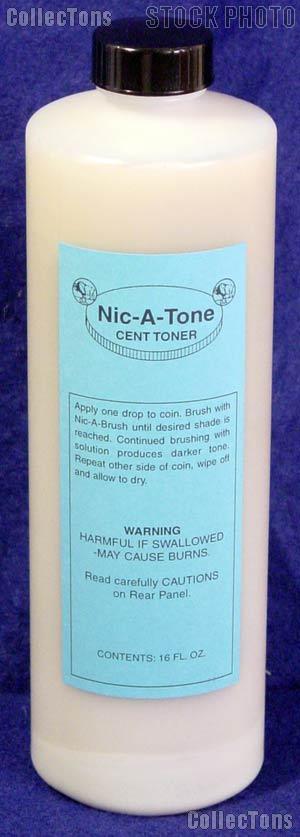 CollecTons STOCK PHOTO
Nic-A-Tone
CENT TONER
Apply one drop to coin. Brush with
Nic-A-Brush until desired shade is
reached. Continued brushing with
solution produces darker tone.
Repeat other side of coin, wipe off
and allow to dry.
WARNING
HARMFUL IF SWALLOWED
-MAY CAUSE BURNS.
Read carefully CAUTIONS
on Rear Panel.
CONTENTS: 16 FL. OZ.
CollecTons